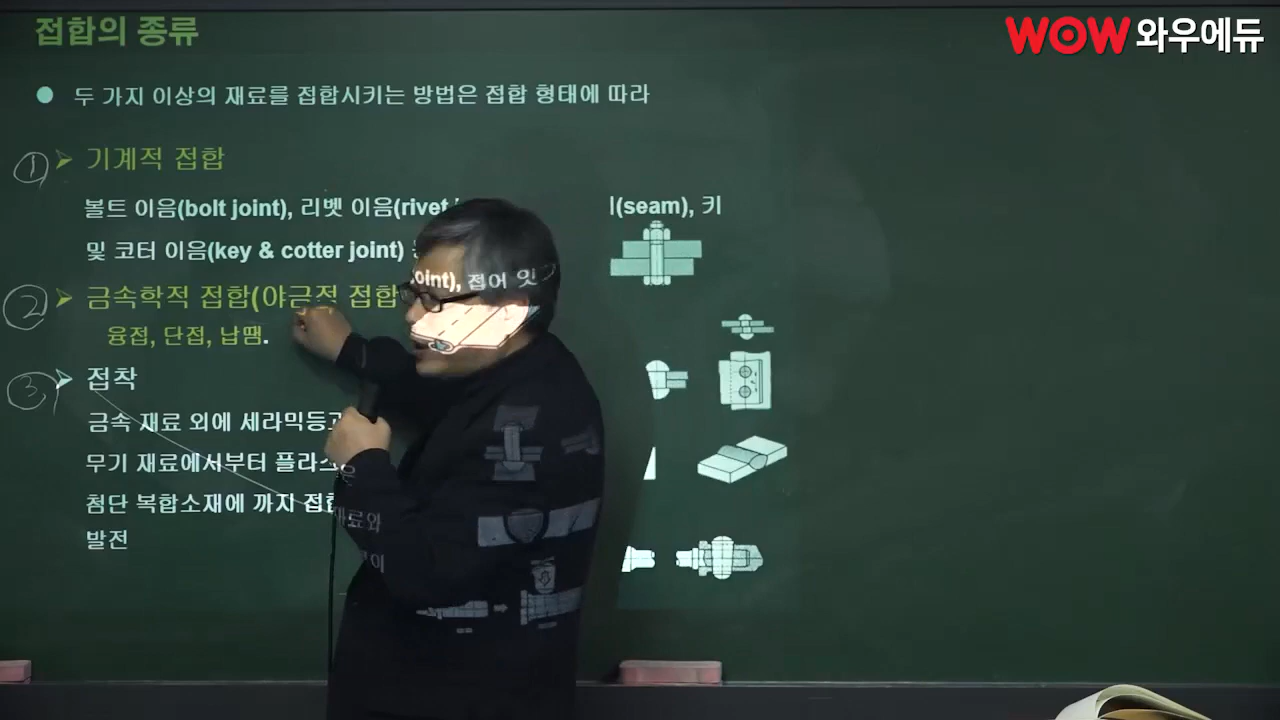 접합의 종류
WOW 와우에듀
● 두 가지 이상의 재료를 접합시키는 방법은 접합 형태에 따라
① ➢ 기계적 접합
볼트 이음(bolt joint), 리벳 이음(rivet (seam), 키
및 코터 이음(key & cotter joint) oint), 접어 잇
② ➢ 금속학적 접합(야금적 접합
융접, 단접, 납땜.
③ ➢ 접착
금속 재료 외에 세라믹등
무기 재료에서부터
첨단 복합소재에 까지 접합
재료와
발전